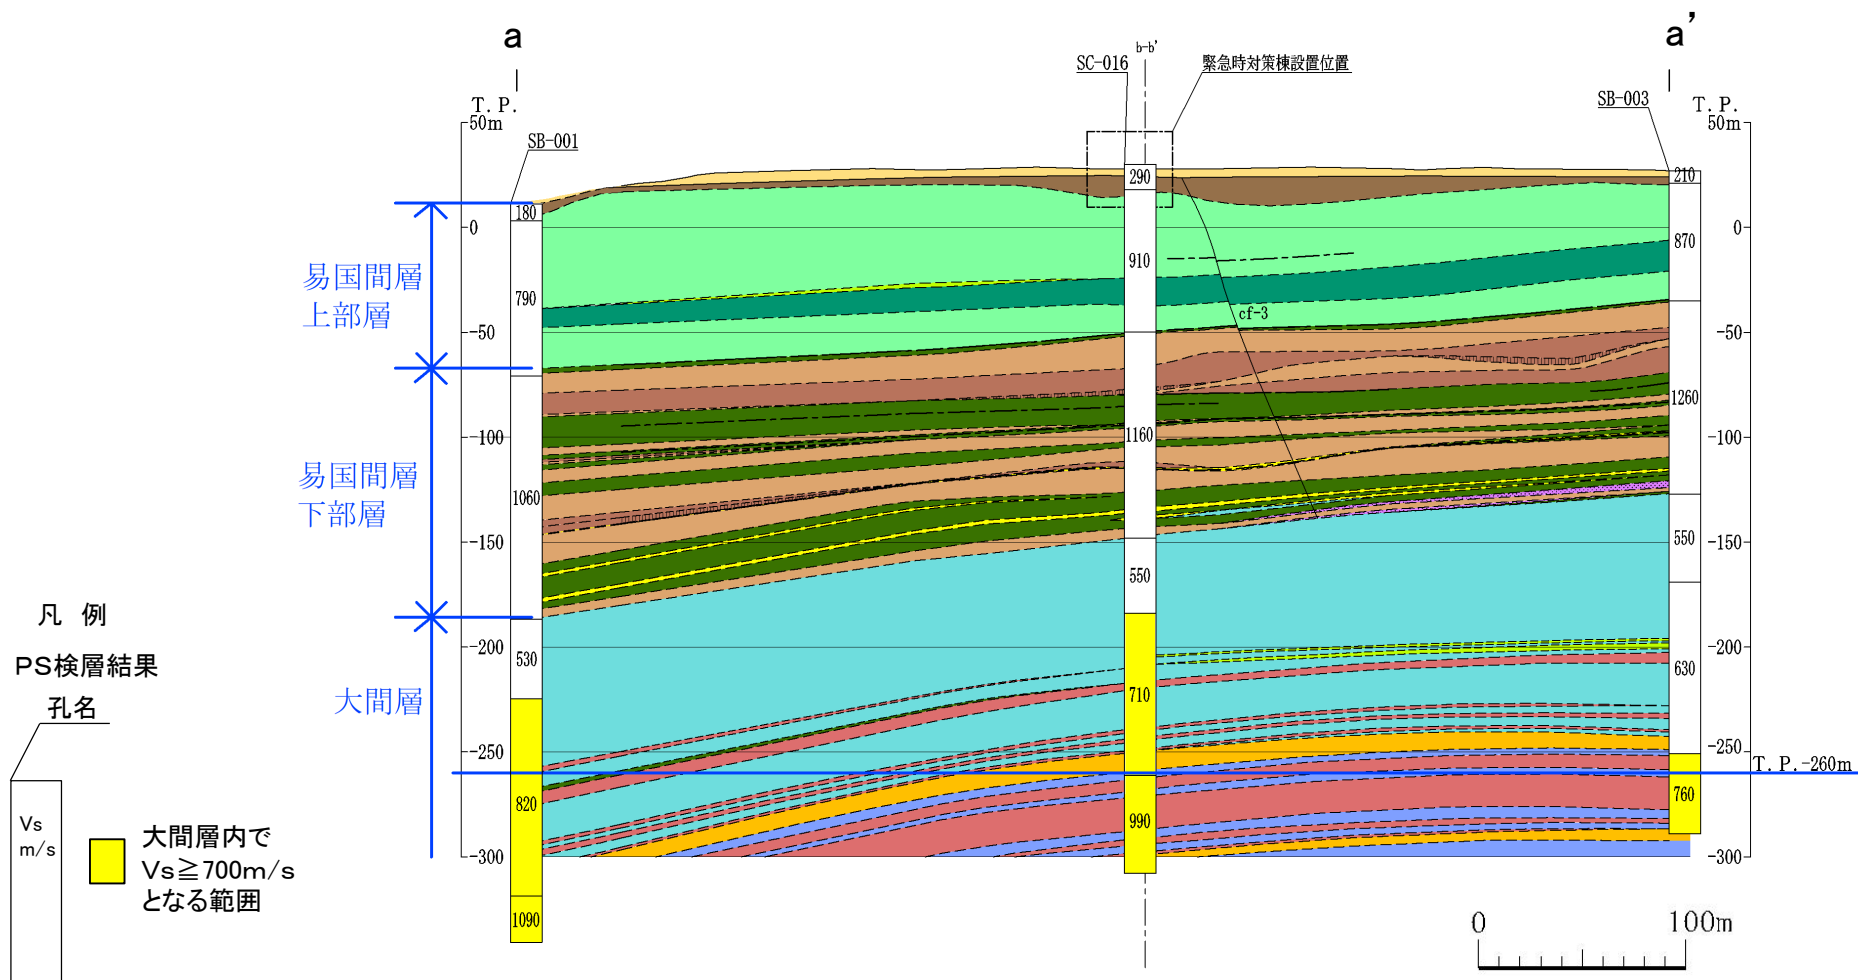 a
a’
b-b’
SC-016
緊急時対策棟設置位置
T.P.
50m
SB-001
SB-003
T.P.
50m
180
290
210
0
0
790
910
870
易国間層
上部層
-50
cf-3
-50
-100
1160
1260
-100
易国間層
下部層
1060
-150
550
550
-150
凡 例
PS検層結果
孔名
-200
530
630
-200
大間層
710
-250
-250
T.P.-260m
820
760
990
Vs
m/s
大間層内で
Vs≧700m/s
となる範囲
-300
-300
1090
0
100m